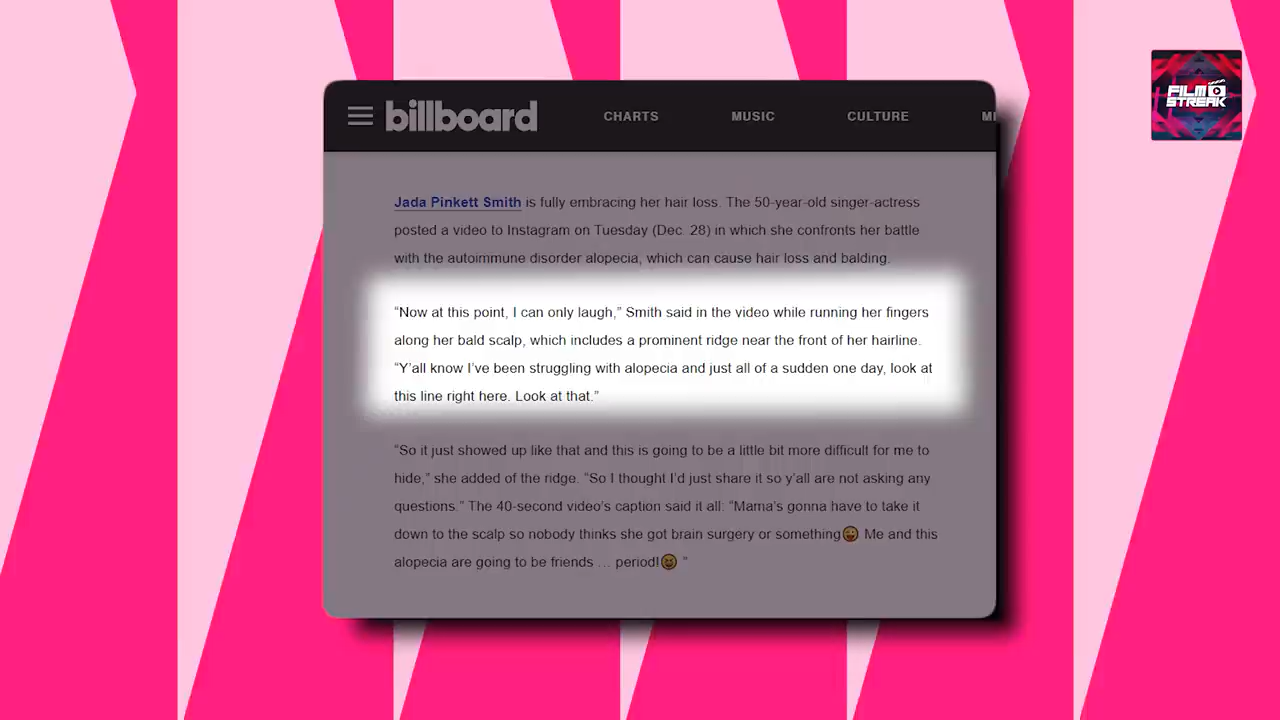 FILM
STREAK
billboard
CHARTS MUSIC CULTURE
Jada Pinkett Smith is fully embracing her hair loss. The 50-year-old singer-actress
posted a video to Instagram on Tuesday (Dec. 28) in which she confronts her battle
with the autoimmune disorder alopecia, which can cause hair loss and balding.
“Now at this point, I can only laugh,” Smith said in the video while running her fingers
along her bald scalp, which includes a prominent ridge near the front of her hairline.
“Y’all know I’ve been struggling with alopecia and just all of a sudden one day, look at
this line right here. Look at that.”
“So it just showed up like that and this is going to be a little bit more difficult for me to
hide,” she added of the ridge. “So I thought I’d just share it so y’all are not asking any
questions.” The 40-second video’s caption said it all: “Mama’s gonna have to take it
down to the scalp so nobody thinks she got brain surgery or something😜 Me and this
alopecia are going to be friends … period!😆 ”